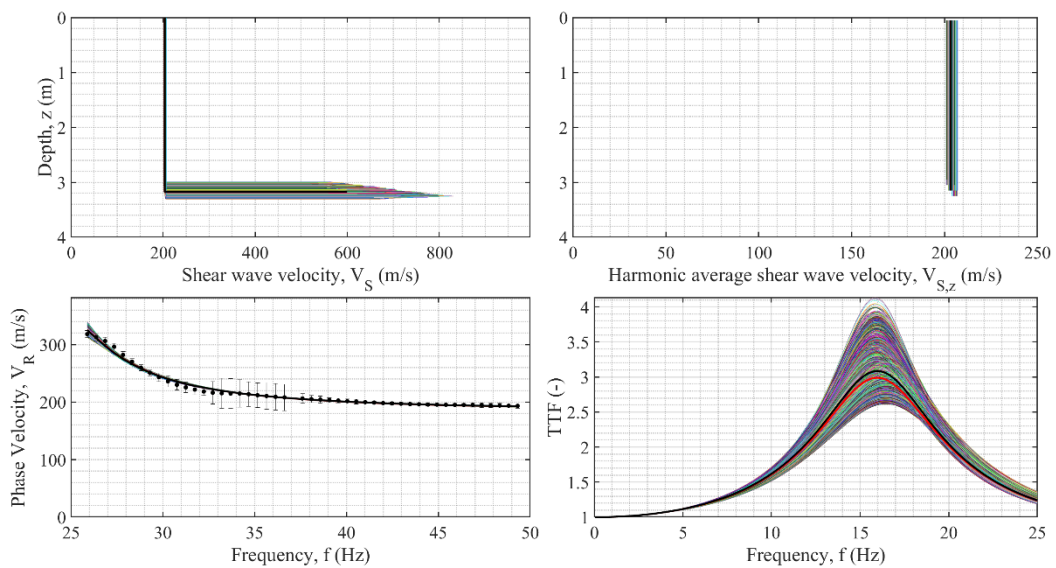 0
1
2
3
4
Depth, z (m)
0 200 400 600 800
Shear wave velocity, V_S (m/s)
0
1
2
3
4
0 50 100 150 200 250
Harmonic average shear wave velocity, V_S,z (m/s)
300
200
100
0
Phase Velocity, V_R (m/s)
25 30 35 40 45 50
Frequency, f (Hz)
4
3.5
3
2.5
2
1.5
1
TTF (-)
0 5 10 15 20 25
Frequency, f (Hz)